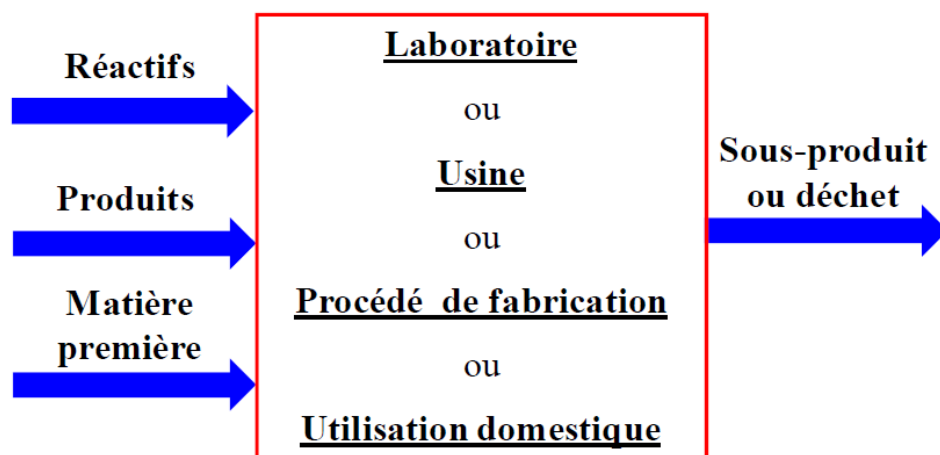 Réactifs
Produits
Matière
première
Laboratoire
ou
Usine
ou
Procédé de fabrication
ou
Utilisation domestique
Sous-produit
ou déchet